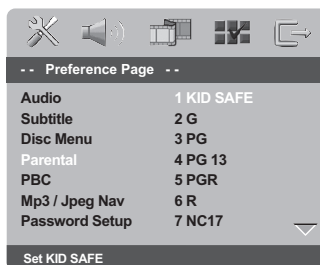 - -  Preference Page  - -
Audio 1 KID SAFE
Subtitle 2 G
Disc Menu 3 PG
Parental 4 PG 13
PBC 5 PGR
Mp3 / Jpeg Nav 6 R
Password Setup 7 NC17
Set KID SAFE